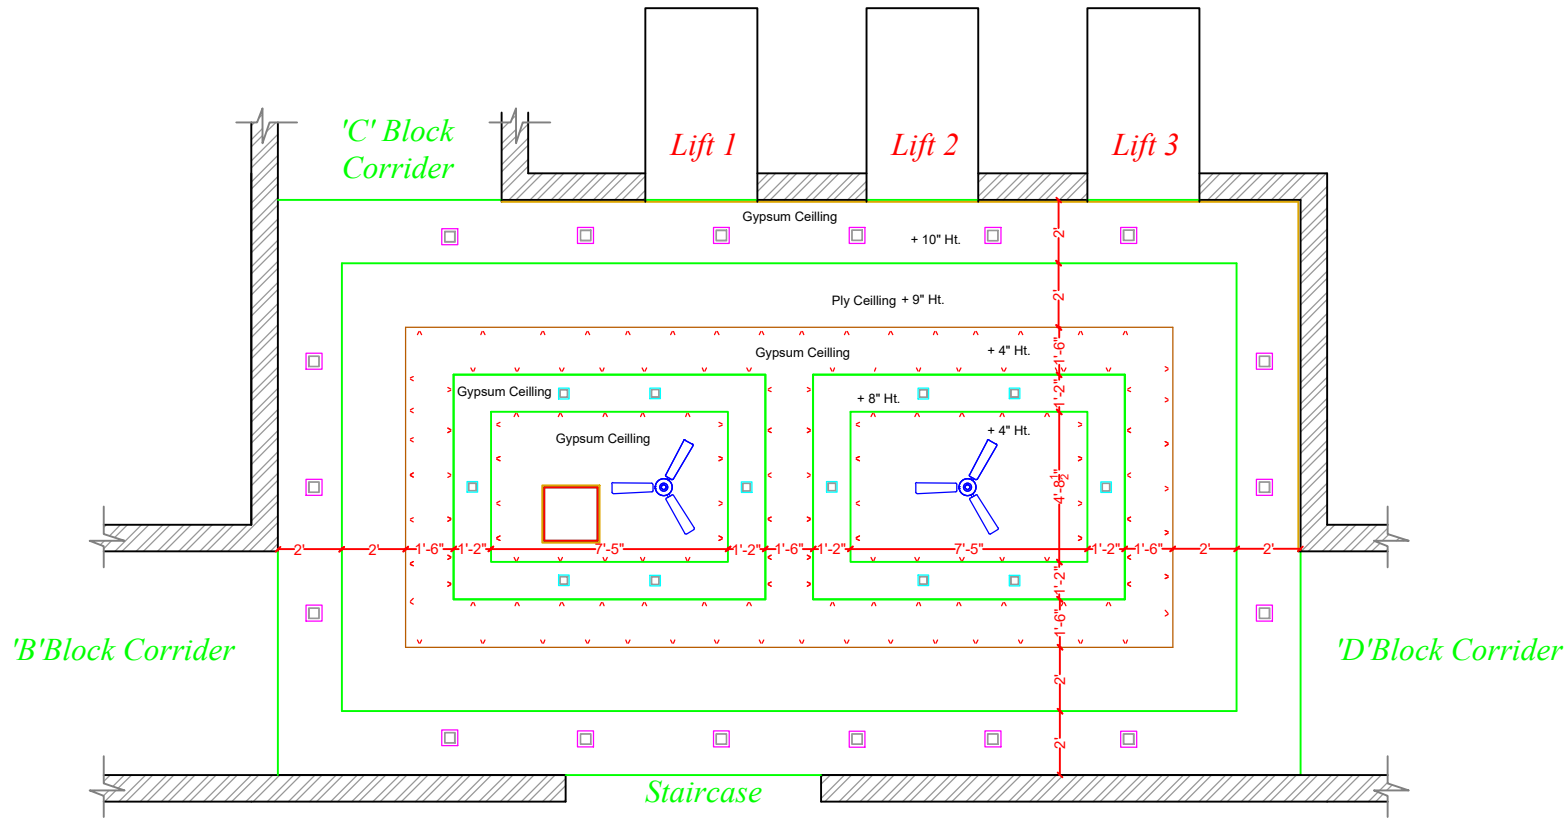 'C' Block
Corrider
Lift 1
Lift 2
Lift 3
Gypsum Ceilling
+ 10" Ht.
2'
Ply Ceilling
+ 9" Ht.
2'
Gypsum Ceilling
+ 4" Ht.
1'-6"
Gypsum Ceilling
+ 8" Ht.
1'-2"
Gypsum Ceilling
+ 4" Ht.
4'-8½"
2'
2'
1'-6"
1'-2"
7'-5"
1'-2"
1'-6"
1'-2"
7'-5"
1'-2"
1'-6"
2'
2'
1'-2"
1'-6"
'B'Block Corrider
'D'Block Corrider
2'
2'
Staircase